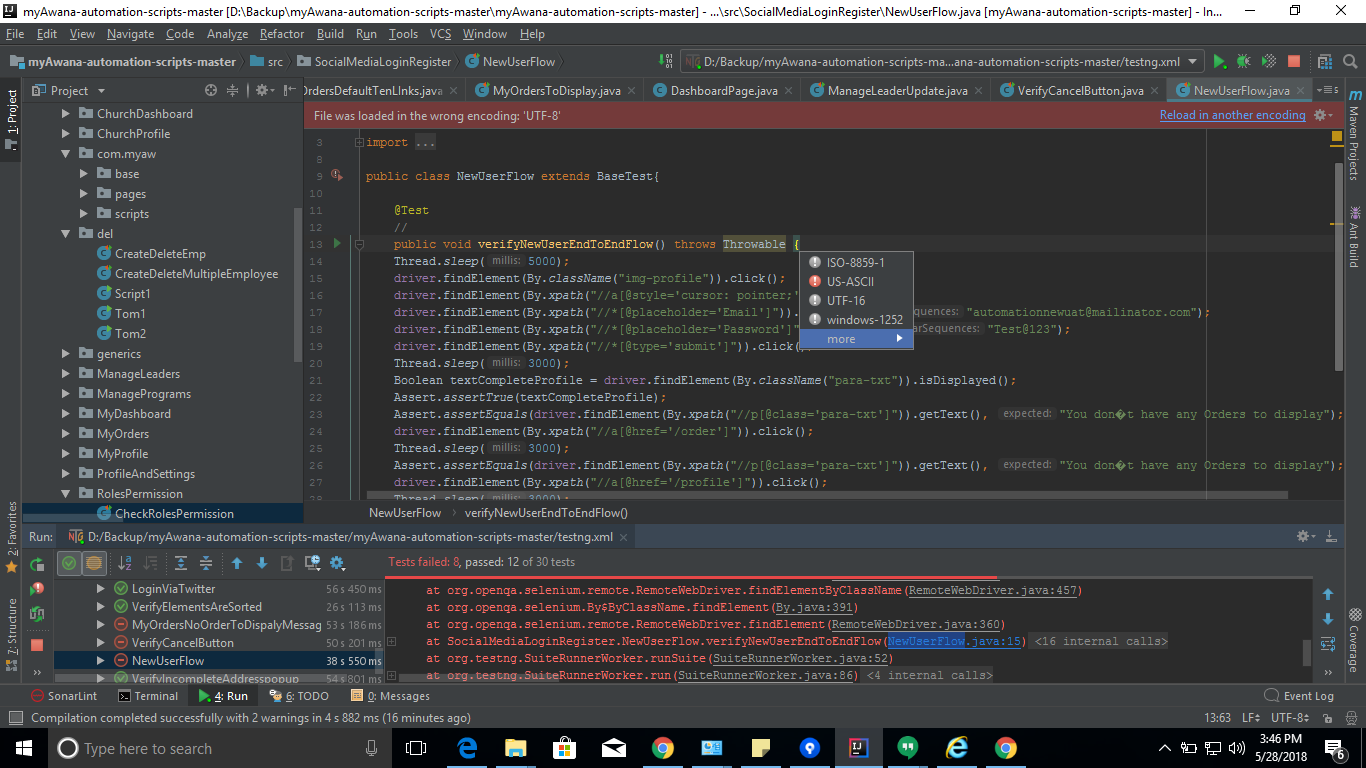 myAwana-automation-scripts-master [D:\Backup\myAwana-automation-scripts-master\myAwana-automation-scripts-master] - ...\src\SocialMediaLoginRegister\NewUserFlow.java [myAwana-automation-scripts-master] - In...
File Edit View Navigate Code Analyze Refactor Build Run Tools VCS Window Help
myAwana-automation-scripts-master src SocialMediaLoginRegister NewUserFlow D:/Backup/myAwana-automation-scripts-ma...ana-automation-scripts-master/testng.xml
Project OrdersDefaultTenLInks.java MyOrdersToDisplay.java DashboardPage.java ManageLeaderUpdate.java VerifyCancelButton.java NewUserFlow.java
File was loaded in the wrong encoding: 'UTF-8' Reload in another encoding
1: Project
2: Favorites
7: Structure
Maven Projects
Ant Build
Coverage
ChurchDashboard
ChurchProfile
com.myaw
base
pages
scripts
del
CreateDeleteEmp
CreateDeleteMultipleEmployee
Script1
Tom1
Tom2
generics
ManageLeaders
ManagePrograms
MyDashboard
MyOrders
MyProfile
ProfileAndSettings
RolesPermission
CheckRolesPermission
3 import ...
8
9 public class NewUserFlow extends BaseTest{
10
11 @Test
12 //
13 public void verifyNewUserEndToEndFlow() throws Throwable {
14 Thread.sleep( millis: 5000);
15 driver.findElement(By.className("img-profile")).click();
16 driver.findElement(By.xpath("//a[@style='cursor: pointer;'
17 driver.findElement(By.xpath("//*[@placeholder='Email']")). equences: "automationnewuat@mailinator.com");
18 driver.findElement(By.xpath("//*[@placeholder='Password']" arSequences: "Test@123");
19 driver.findElement(By.xpath("//*[@type='submit']")).click(
20 Thread.sleep( millis: 3000);
21 Boolean textCompleteProfile = driver.findElement(By.className("para-txt")).isDisplayed();
22 Assert.assertTrue(textCompleteProfile);
23 Assert.assertEquals(driver.findElement(By.xpath("//p[@class='para-txt']")).getText(), expected: "You don�t have any Orders to display");
24 driver.findElement(By.xpath("//a[@href='/order']")).click();
25 Thread.sleep( millis: 3000);
26 Assert.assertEquals(driver.findElement(By.xpath("//p[@class='para-txt']")).getText(), expected: "You don�t have any Orders to display");
27 driver.findElement(By.xpath("//a[@href='/profile']")).click();
28 Thread.sleep( millis: 3000);
ISO-8859-1
US-ASCII
UTF-16
windows-1252
more
NewUserFlow verifyNewUserEndToEndFlow()
Run: D:/Backup/myAwana-automation-scripts-master/myAwana-automation-scripts-master/testng.xml
Tests failed: 8, passed: 12 of 30 tests
LoginViaTwitter 56 s 450 ms
VerifyElementsAreSorted 26 s 113 ms
MyOrdersNoOrderToDispalyMessag 53 s 186 ms
VerifyCancelButton 50 s 201 ms
NewUserFlow 38 s 550 ms
VerifyIncompleteAddresspopup 54 s 801 ms
at org.openqa.selenium.remote.RemoteWebDriver.findElementByClassName(RemoteWebDriver.java:457)
at org.openqa.selenium.By$ByClassName.findElement(By.java:391)
at org.openqa.selenium.remote.RemoteWebDriver.findElement(RemoteWebDriver.java:360)
at SocialMediaLoginRegister.NewUserFlow.verifyNewUserEndToEndFlow(NewUserFlow.java:15) <16 internal calls>
at org.testng.SuiteRunnerWorker.runSuite(SuiteRunnerWorker.java:52)
at org.testng.SuiteRunnerWorker.run(SuiteRunnerWorker.java:86) <4 internal calls>
SonarLint Terminal 4: Run 6: TODO 0: Messages Event Log
Compilation completed successfully with 2 warnings in 4 s 882 ms (16 minutes ago) 13:63 LF UTF-8
Type here to search
3:46 PM
5/28/2018
6